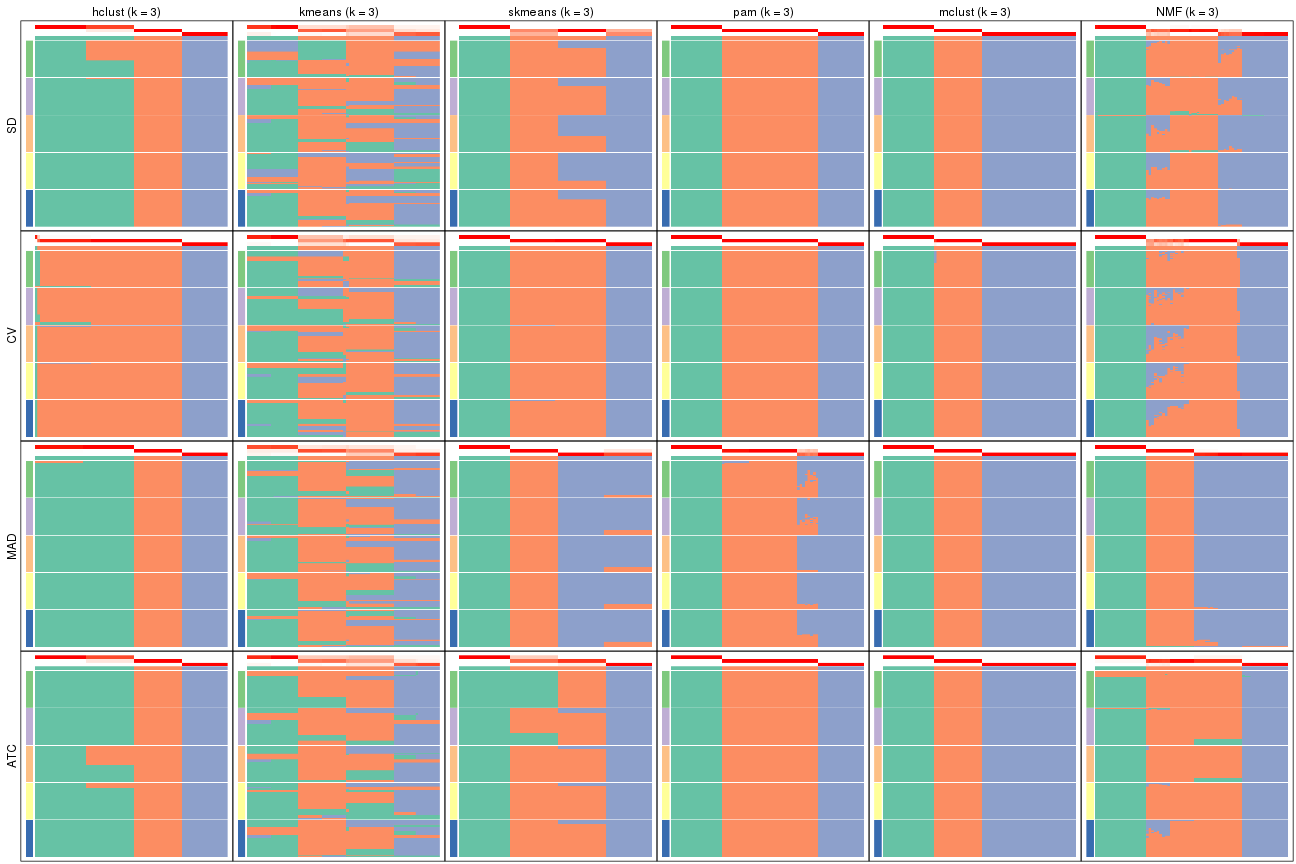 hclust (k = 3) kmeans (k = 3) skmeans (k = 3) pam (k = 3) mclust (k = 3) NMF (k = 3)
SD
CV
MAD
ATC